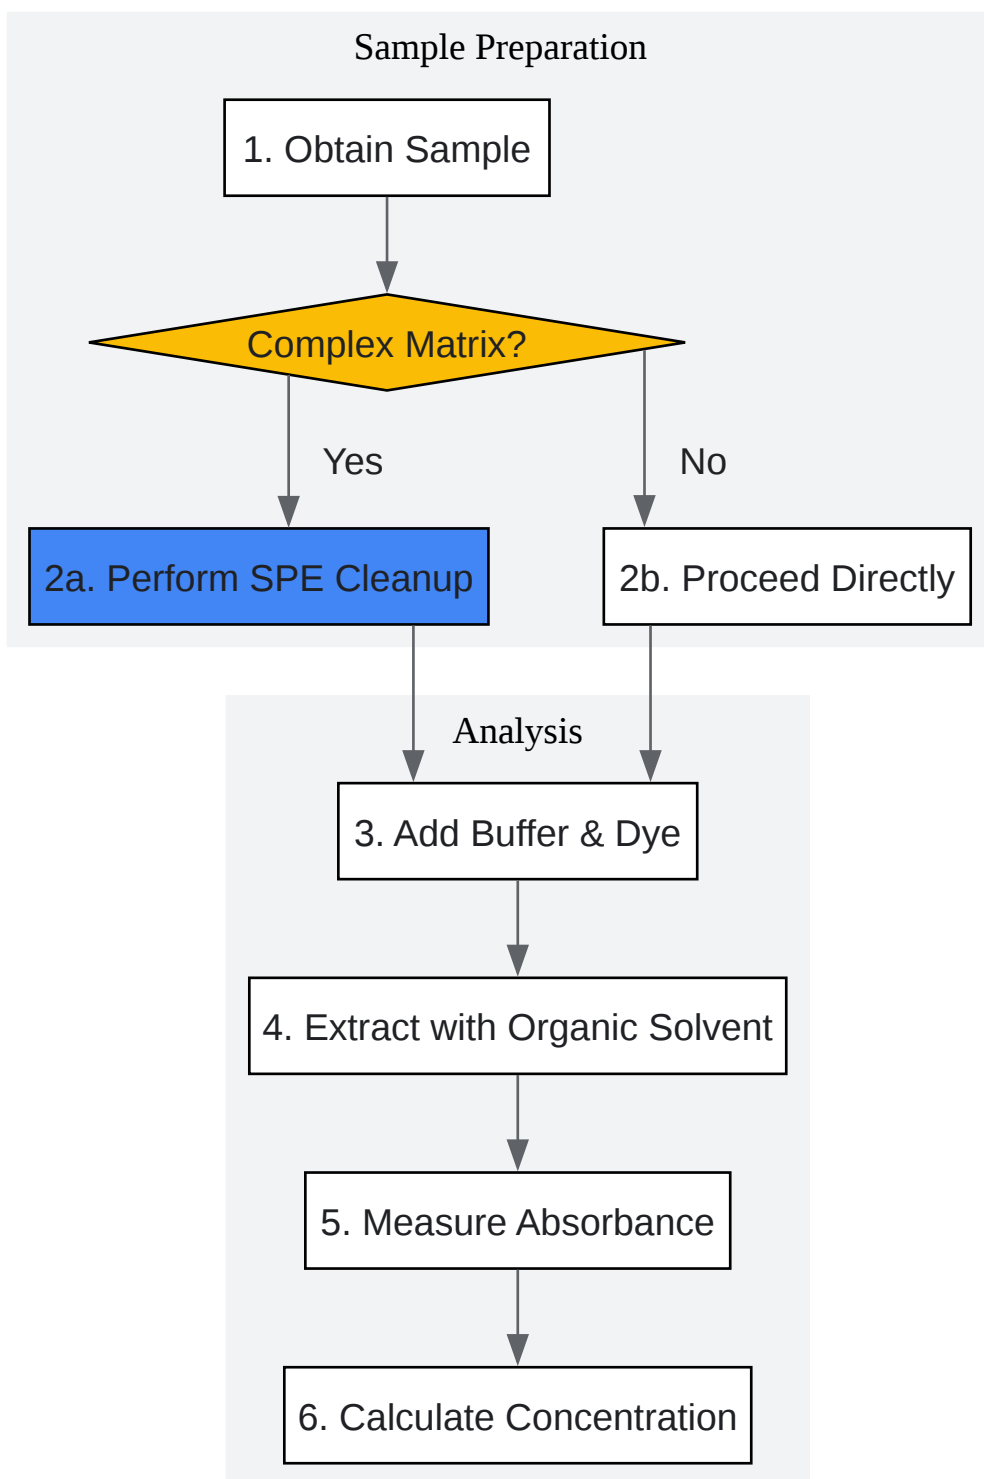 Sample Preparation
1. Obtain Sample
Complex Matrix?
Yes
No
2a. Perform SPE Cleanup
2b. Proceed Directly
Analysis
3. Add Buffer & Dye
4. Extract with Organic Solvent
5. Measure Absorbance
6. Calculate Concentration